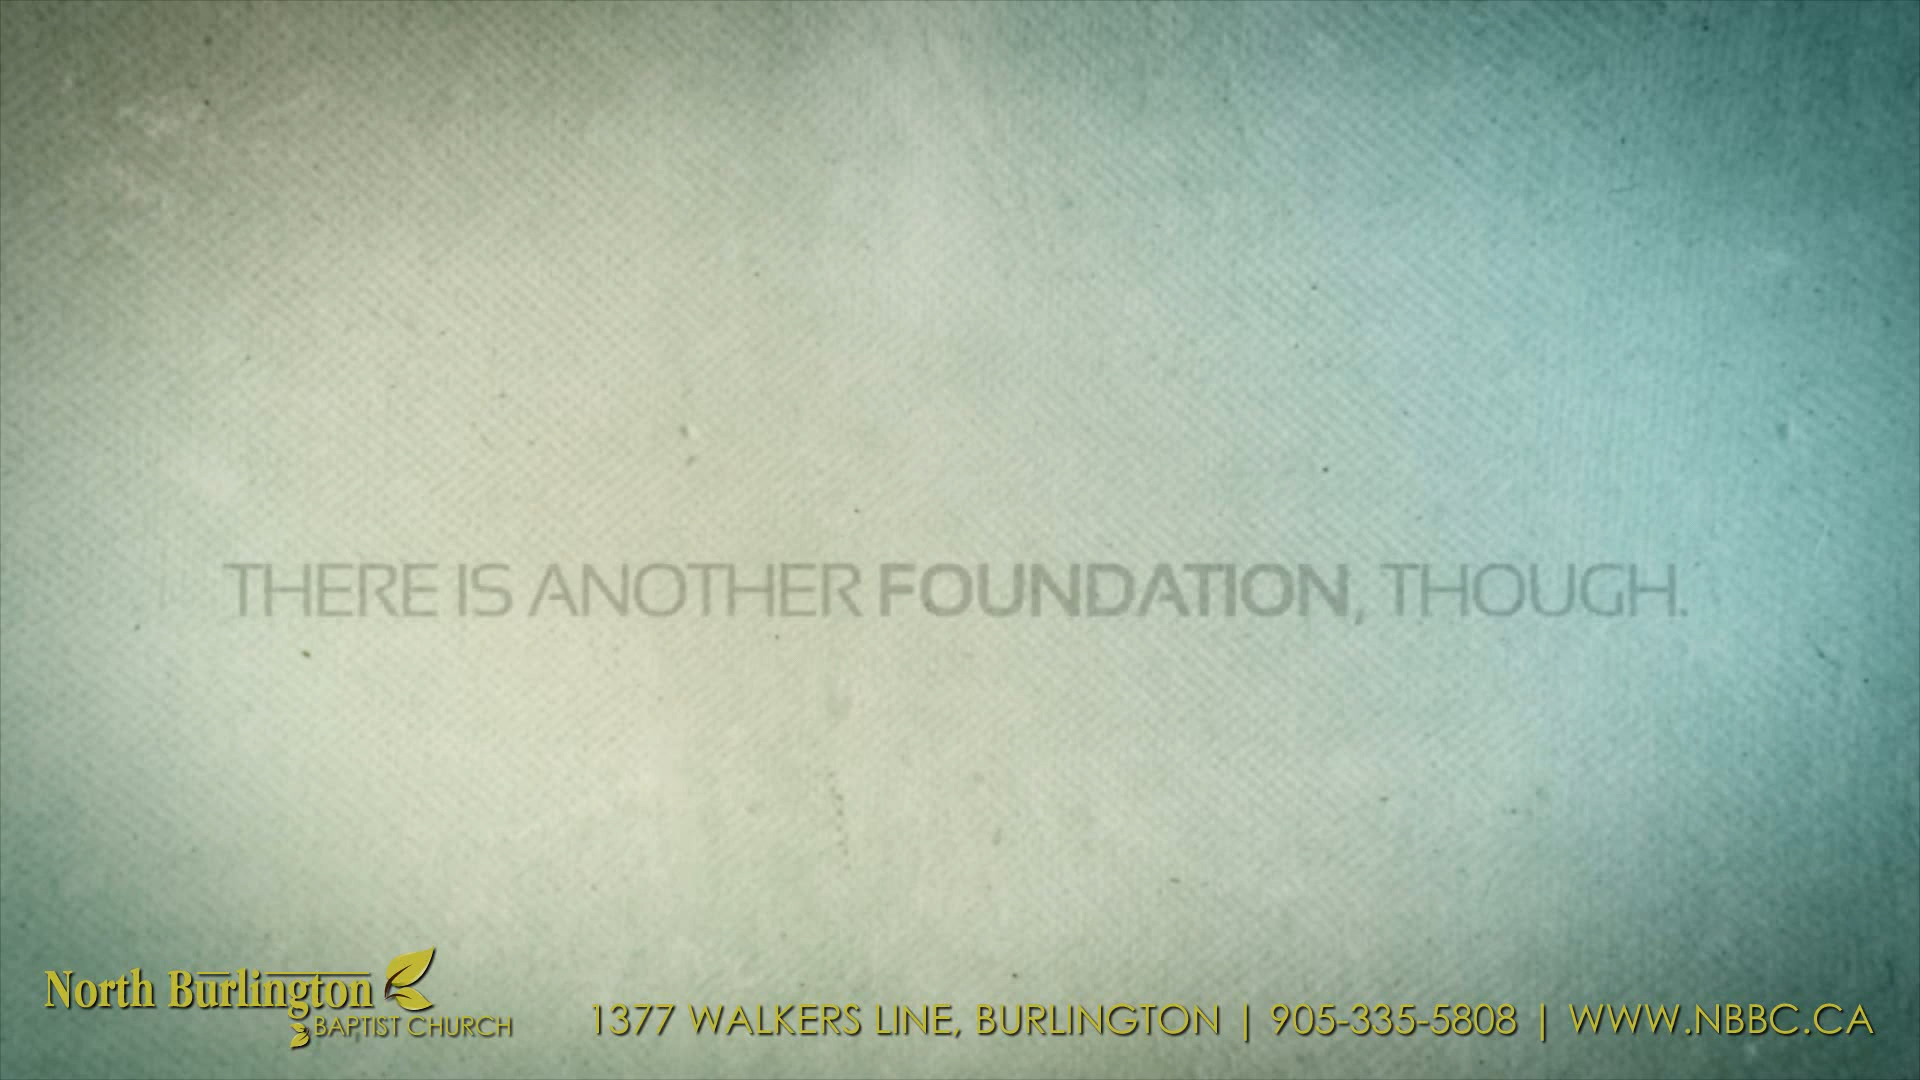 THERE IS ANOTHER FOUNDATION, THOUGH.
North Burlington
BAPTIST CHURCH
1377 WALKERS LINE, BURLINGTON | 905-335-5808 | WWW.NBBC.CA